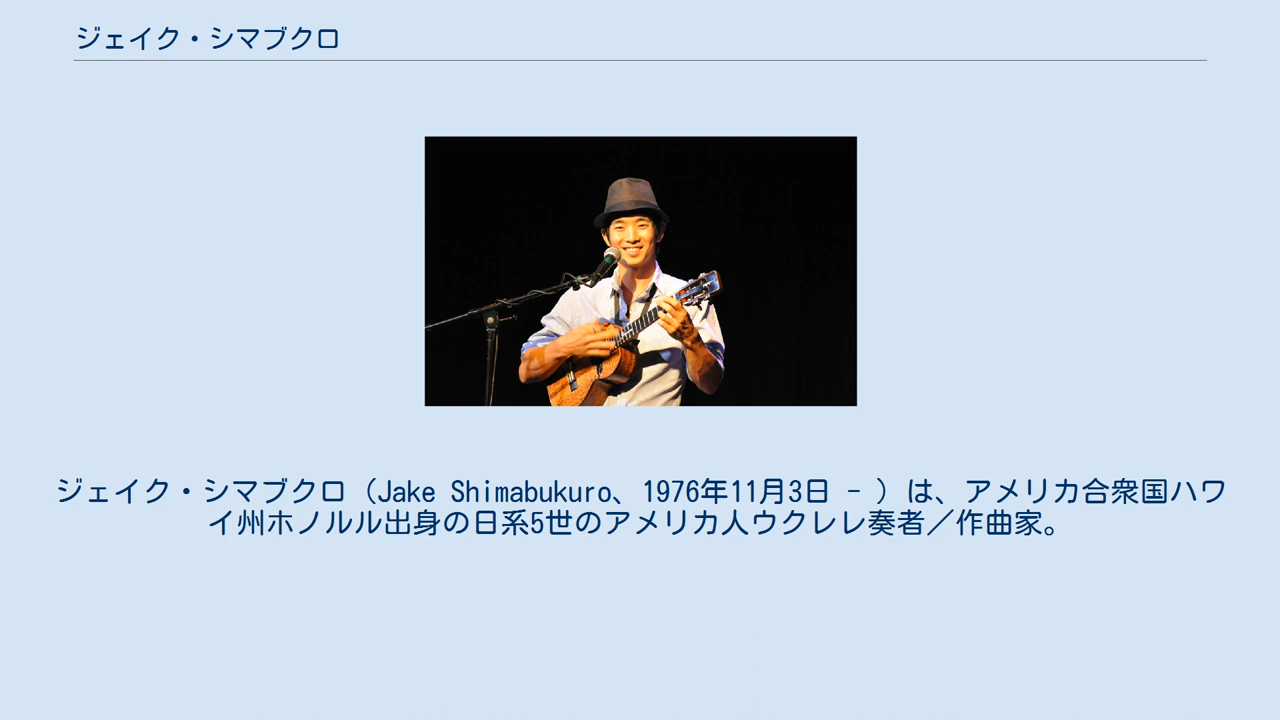 ジェイク・シマブクロ
ジェイク・シマブクロ（Jake Shimabukuro、1976年11月3日 - ）は、アメリカ合衆国ハワ
イ州ホノルル出身の日系5世のアメリカ人ウクレレ奏者／作曲家。